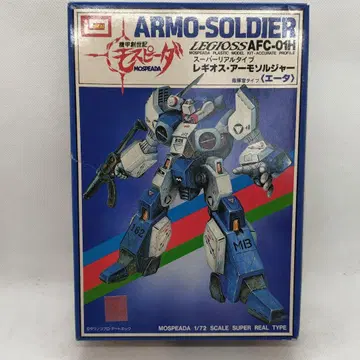 ARMO-SOLDIER
機甲創世記
モスピーダ
MOSPEADA
LEGIOSS AFC-01H
MOSPEADA PLASTIC MODEL KIT・ACCURATE PROFILE
スーパーリアルタイプ
レギオス・アーモソルジャー
指揮官タイプ〈エータ〉
162
MB
MOSPEADA 1/72 SCALE SUPER REAL TYPE